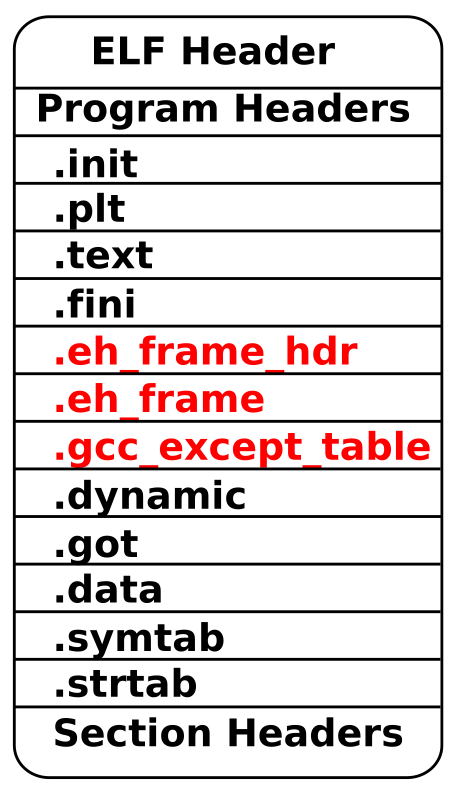 ELF Header
Program Headers
.init
.plt
.text
.fini
.eh_frame_hdr
.eh_frame
.gcc_except_table
.dynamic
.got
.data
.symtab
.strtab
Section Headers